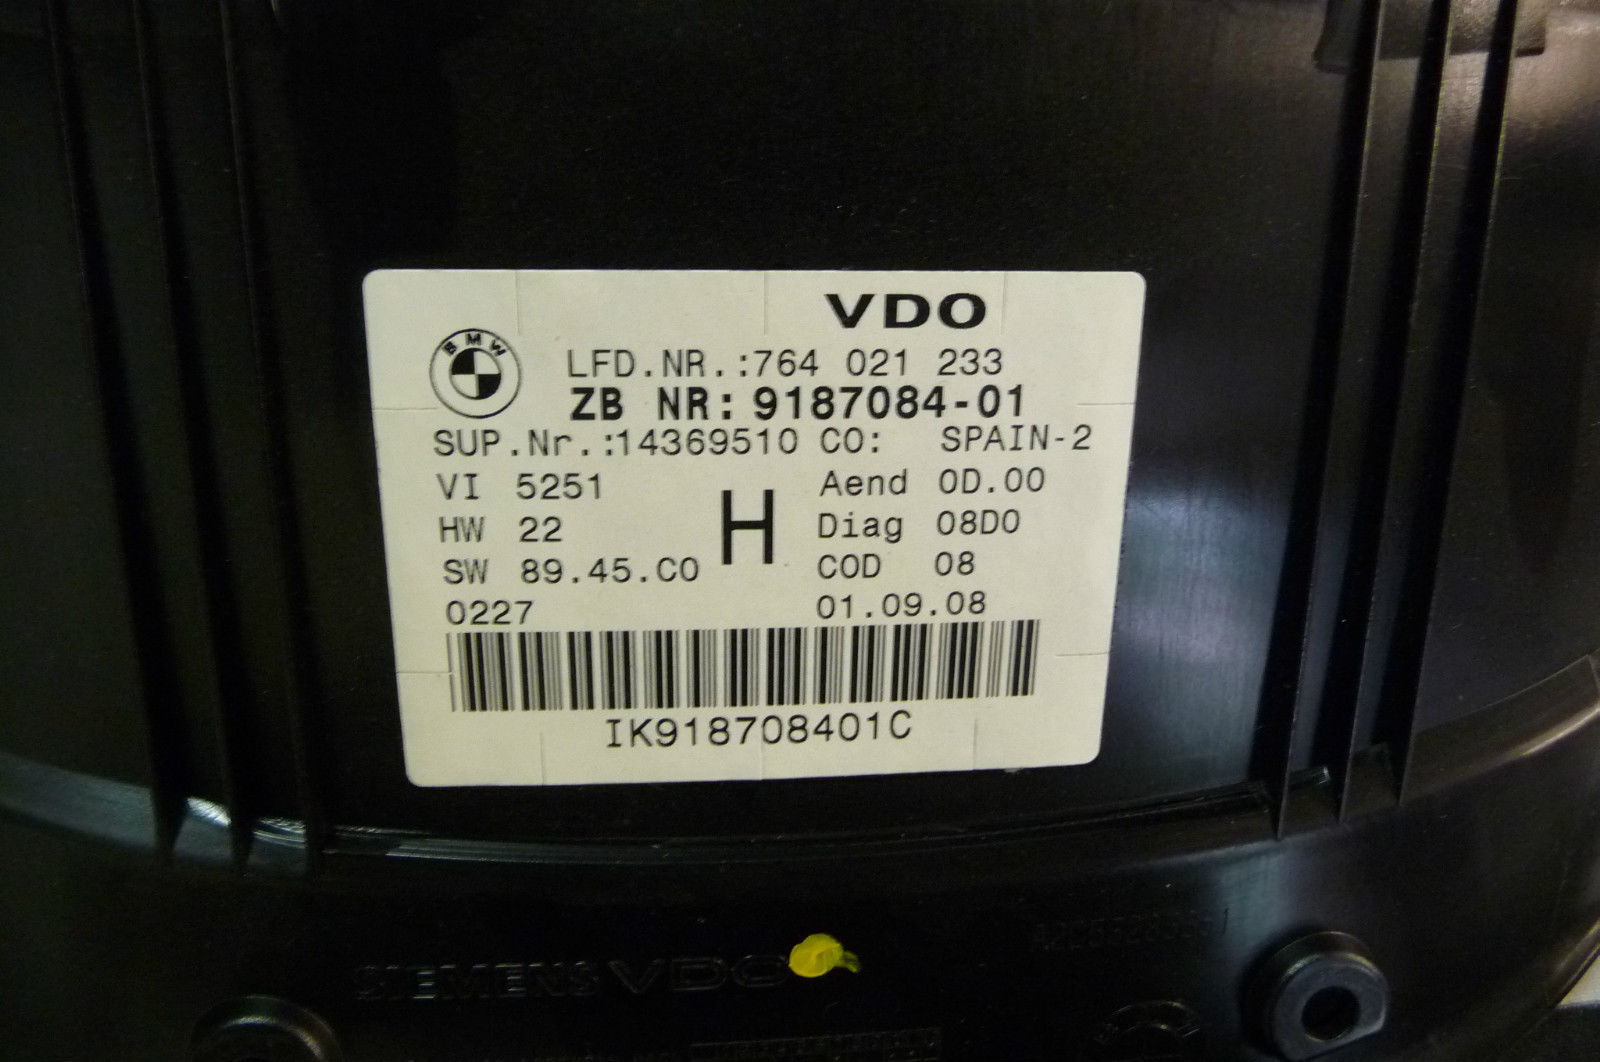 VDO
BMW
LFD.NR.:764 021 233
ZB NR: 9187084-01
SUP.Nr.:14369510 CO: SPAIN-2
VI 5251 Aend 0D.00
H
HW 22 Diag 08D0
SW 89.45.C0 COD 08
0227 01.09.08
IK918708401C
SIEMENS VDO